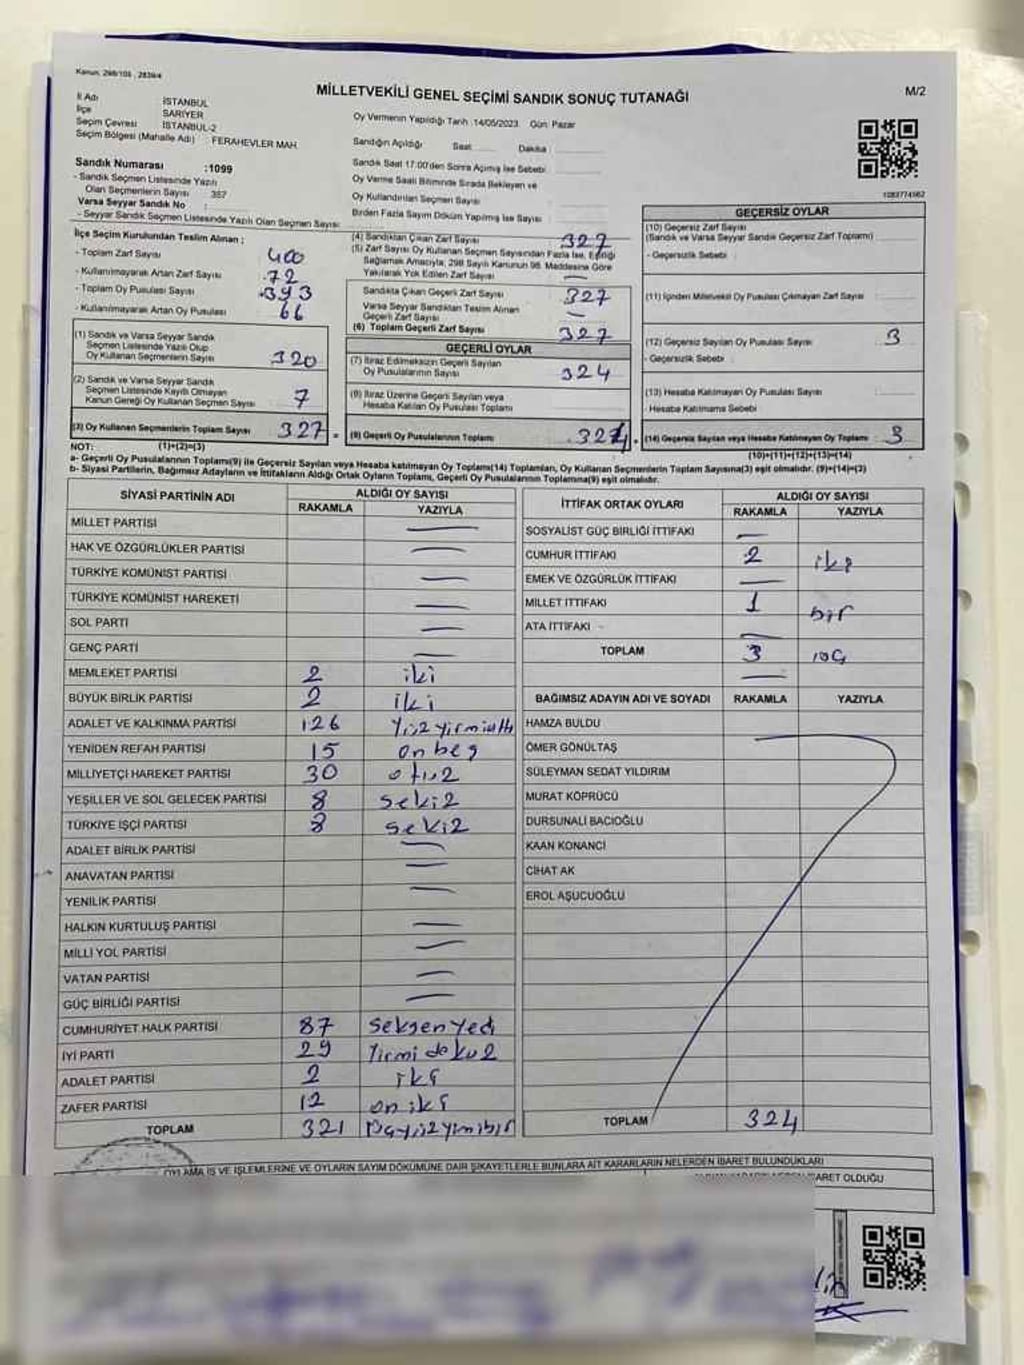 Kanun: 298/105 , 2839/4
MİLLETVEKİLİ GENEL SEÇİMİ SANDIK SONUÇ TUTANAĞI
M/2
İl Adı İSTANBUL
İlçe SARIYER
Seçim Çevresi İSTANBUL-2
Seçim Bölgesi (Mahalle Adı) : FERAHEVLER MAH.
Oy Vermenin Yapıldığı Tarih :14/05/2023 Gün: Pazar
Sandığın Açıldığı Saat: Dakika
Sandık Saat 17:00'den Sonra Açılmış İse Sebebi:
Oy Verme Saati Bitiminde Sırada Bekleyen ve
Oy Kullandırılan Seçmen Sayısı
Birden Fazla Sayım Döküm Yapılmış İse Sayısı
Sandık Numarası :1099
- Sandık Seçmen Listesinde Yazılı
Olan Seçmenlerin Sayısı 387
Varsa Seyyar Sandık No :
- Seyyar Sandık Seçmen Listesinde Yazılı Olan Seçmen Sayısı:
İlçe Seçim Kurulundan Teslim Alınan ;
- Toplam Zarf Sayısı 400
- Kullanılmayarak Artan Zarf Sayısı 72
- Toplam Oy Pusulası Sayısı 393
- Kullanılmayarak Artan Oy Pusulası 66
(1) Sandık ve Varsa Seyyar Sandık
Seçmen Listesinde Yazılı Olup
Oy Kullanan Seçmenlerin Sayısı 320
(2) Sandık ve Varsa Seyyar Sandık
Seçmen Listesinde Kayıtlı Olmayan
Kanun Gereği Oy Kullanan Seçmen Sayısı 7
(3) Oy Kullanan Seçmenlerin Toplam Sayısı 327
(1)+(2)=(3)
(4) Sandıktan Çıkan Zarf Sayısı 327
(5) Zarf Sayısı Oy Kullanan Seçmen Sayısından Fazla İse, Eşitliği
Sağlamak Amacıyla, 298 Sayılı Kanunun 98. Maddesine Göre
Yakılarak Yok Edilen Zarf Sayısı —
Sandıkta Çıkan Geçerli Zarf Sayısı 327
Varsa Seyyar Sandıktan Teslim Alınan
Geçerli Zarf Sayısı —
(6) Toplam Geçerli Zarf Sayısı 327
GEÇERLİ OYLAR
(7) İtiraz Edilmeksizin Geçerli Sayılan
Oy Pusulalarının Sayısı 324
(8) İtiraz Üzerine Geçerli Sayılan veya
Hesaba Katılan Oy Pusulası Toplamı
(9) Geçerli Oy Pusulalarının Toplamı 324
1083774562
GEÇERSİZ OYLAR
(10) Geçersiz Zarf Sayısı
(Sandık ve Varsa Seyyar Sandık Geçersiz Zarf Toplamı)
- Geçersizlik Sebebi :
(11) İçinden Milletvekili Oy Pusulası Çıkmayan Zarf Sayısı
(12) Geçersiz Sayılan Oy Pusulası Sayısı 3
- Geçersizlik Sebebi :
(13) Hesaba Katılmayan Oy Pusulası Sayısı
- Hesaba Katılmama Sebebi
(14) Geçersiz Sayılan veya Hesaba Katılmayan Oy Toplamı 3
(10)+(11)+(12)+(13)=(14)
NOT:
a- Geçerli Oy Pusulalarının Toplamı(9) ile Geçersiz Sayılan veya Hesaba katılmayan Oy Toplamı(14) Toplamları, Oy Kullanan Seçmenlerin Toplam Sayısına(3) eşit olmalıdır. (9)+(14)=(3)
b- Siyasi Partilerin, Bağımsız Adayların ve İttifakların Aldığı Ortak Oyların Toplamı, Geçerli Oy Pusulalarının Toplamına(9) eşit olmalıdır.
SİYASİ PARTİNİN ADI
ALDIĞI OY SAYISI
RAKAMLA YAZIYLA
MİLLET PARTİSİ —
HAK VE ÖZGÜRLÜKLER PARTİSİ —
TÜRKİYE KOMÜNİST PARTİSİ —
TÜRKİYE KOMÜNİST HAREKETİ —
SOL PARTİ —
GENÇ PARTİ —
MEMLEKET PARTİSİ 2 iki
BÜYÜK BİRLİK PARTİSİ 2 iki
ADALET VE KALKINMA PARTİSİ 126 Yüzyirmialtı
YENİDEN REFAH PARTİSİ 15 onbeş
MİLLİYETÇİ HAREKET PARTİSİ 30 otuz
YEŞİLLER VE SOL GELECEK PARTİSİ 8 sekiz
TÜRKİYE İŞÇİ PARTİSİ 8 sekiz
ADALET BİRLİK PARTİSİ —
ANAVATAN PARTİSİ —
YENİLİK PARTİSİ —
HALKIN KURTULUŞ PARTİSİ —
MİLLİ YOL PARTİSİ —
VATAN PARTİSİ —
GÜÇ BİRLİĞİ PARTİSİ —
CUMHURİYET HALK PARTİSİ 87 seksenyedi
İYİ PARTİ 29 Yirmi dokuz
ADALET PARTİSİ 2 iki
ZAFER PARTİSİ 12 on iki
TOPLAM 321
İTTİFAK ORTAK OYLARI
ALDIĞI OY SAYISI
RAKAMLA YAZIYLA
SOSYALİST GÜÇ BİRLİĞİ İTTİFAKI —
CUMHUR İTTİFAKI 2 iki
EMEK VE ÖZGÜRLÜK İTTİFAKI —
MİLLET İTTİFAKI 1 bir
ATA İTTİFAKI —
TOPLAM 3 üç
BAĞIMSIZ ADAYIN ADI VE SOYADI RAKAMLA YAZIYLA
HAMZA BULDU
ÖMER GÖNÜLTAŞ
SÜLEYMAN SEDAT YILDIRIM
MURAT KÖPRÜCÜ
DURSUNALİ BACIOĞLU
KAAN KONANCİ
CİHAT AK
EROL AŞUCUOĞLU
TOPLAM 324
OYLAMA İŞ VE İŞLEMLERİNE VE OYLARIN SAYIM DÖKÜMÜNE DAİR ŞİKAYETLERLE BUNLARA AİT KARARLARIN NELERDEN İBARET BULUNDUKLARI
İBARET OLDUĞU